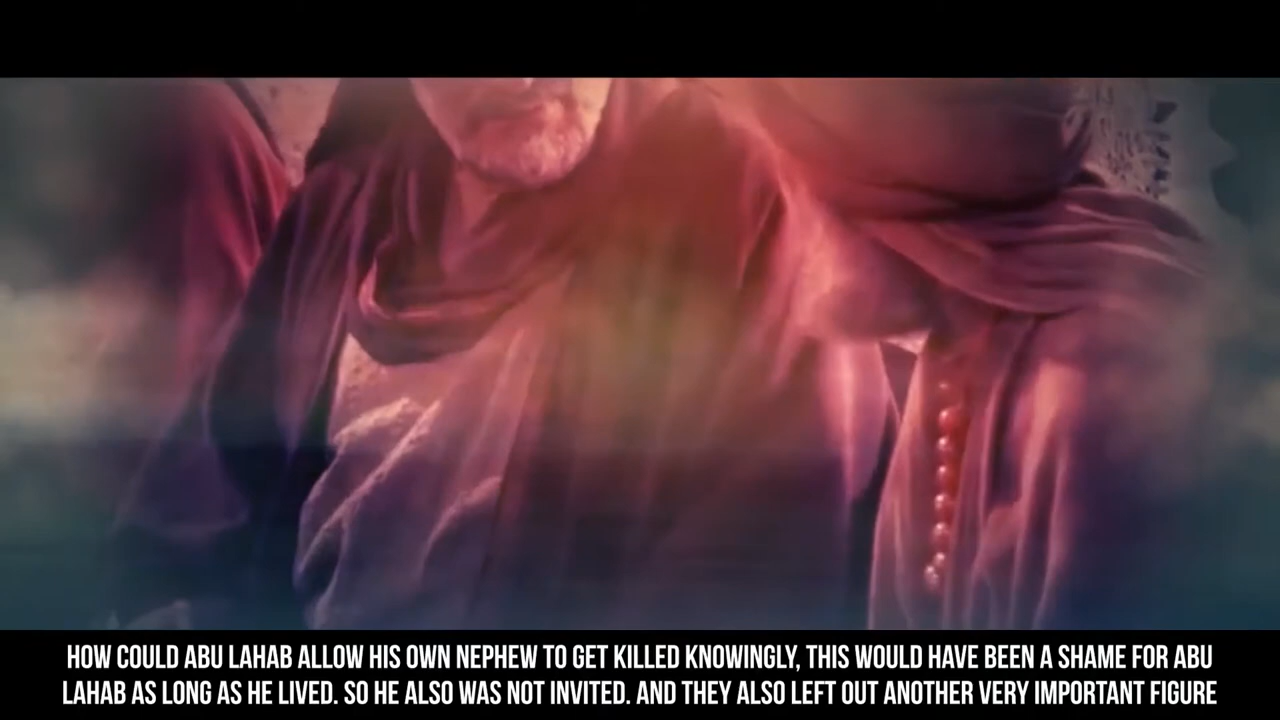 HOW COULD ABU LAHAB ALLOW HIS OWN NEPHEW TO GET KILLED KNOWINGLY, THIS WOULD HAVE BEEN A SHAME FOR ABU
LAHAB AS LONG AS HE LIVED. SO HE ALSO WAS NOT INVITED. AND THEY ALSO LEFT OUT ANOTHER VERY IMPORTANT FIGURE